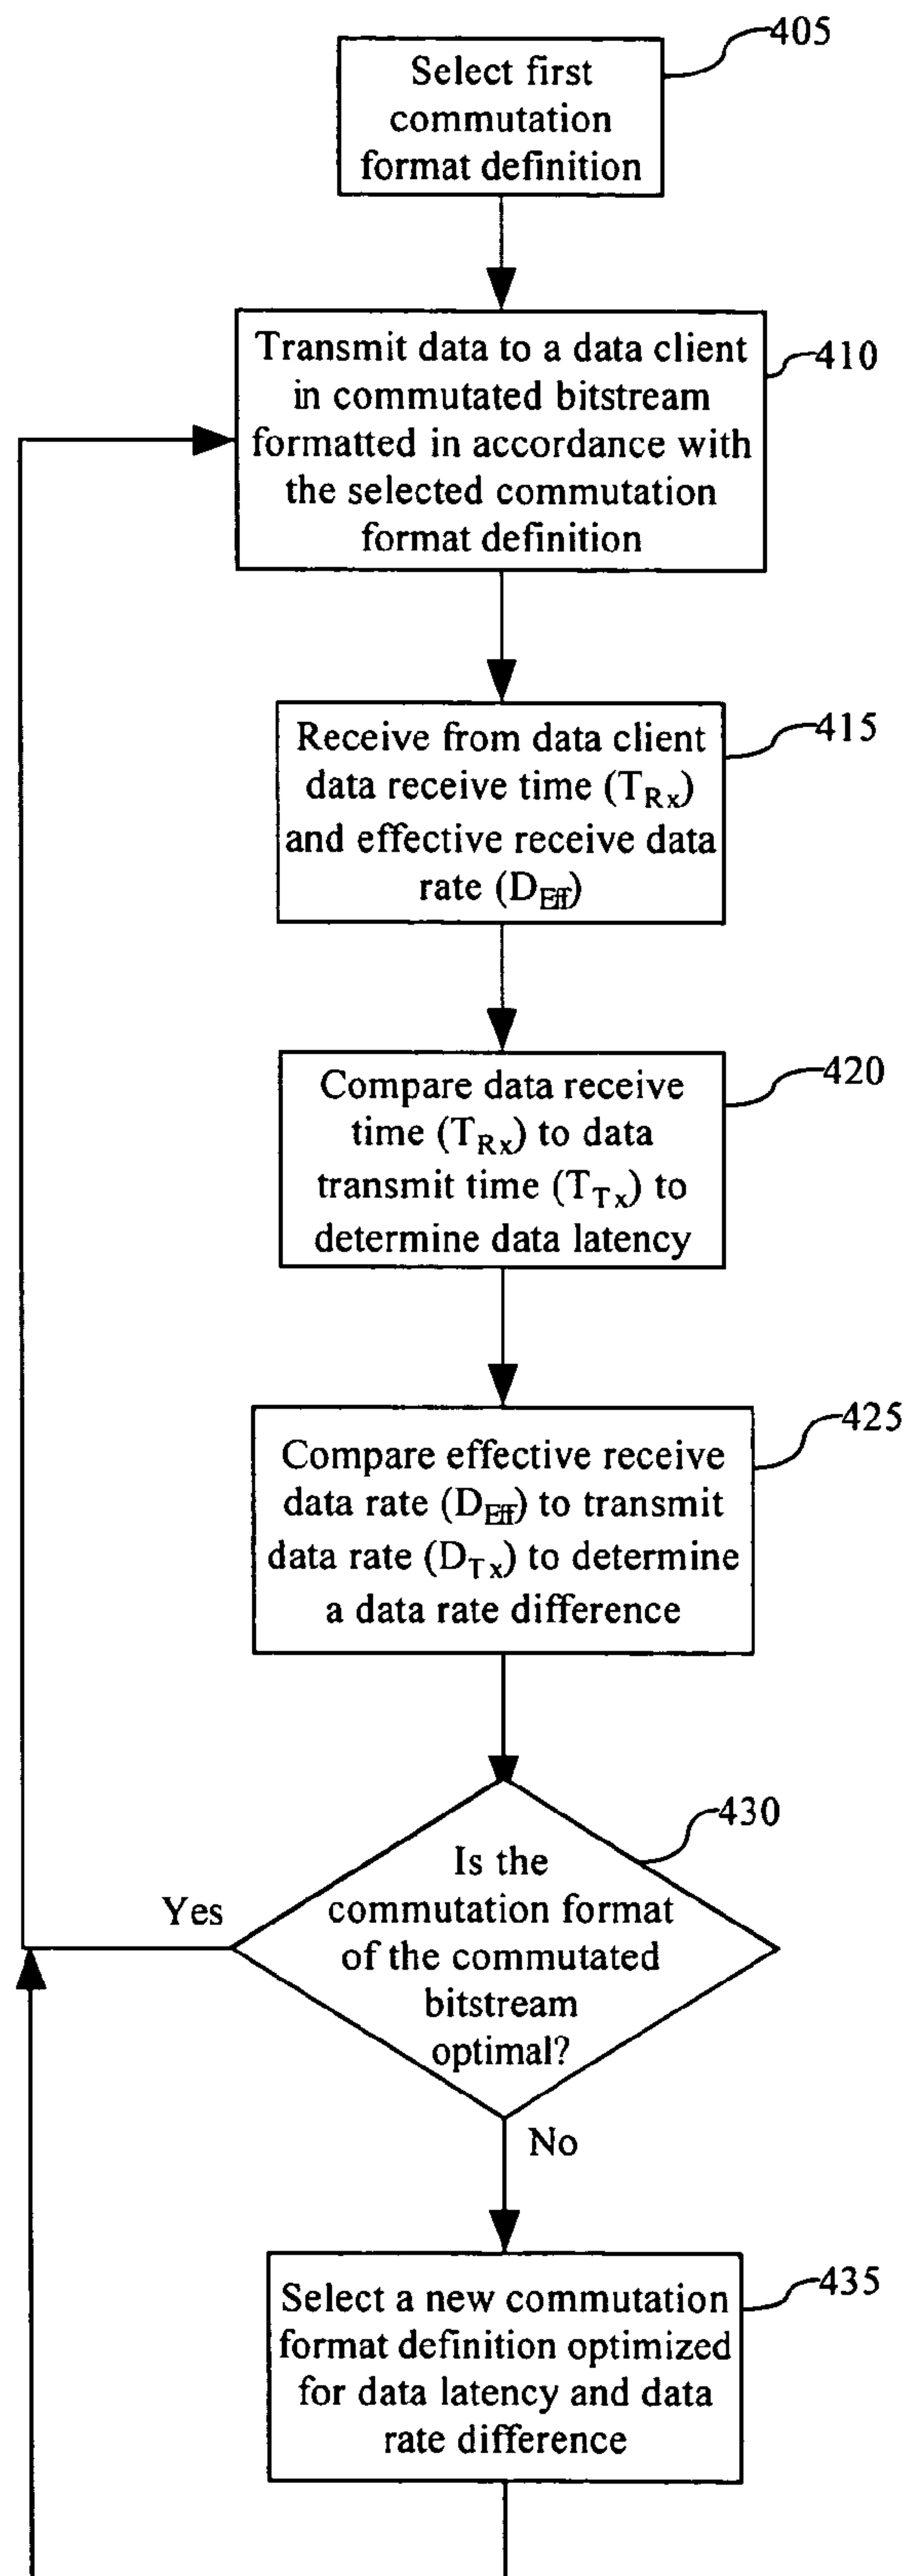 405
Select first
commutation
format definition
410
Transmit data to a data client
in commutated bitstream
formatted in accordance with
the selected commutation
format definition
415
Receive from data client
data receive time (TRx)
and effective receive data
rate (DEff)
420
Compare data receive
time (TRx) to data
transmit time (TTx) to
determine data latency
425
Compare effective receive
data rate (DEff) to transmit
data rate (DTx) to determine
a data rate difference
430
Is the
commutation format
of the commutated
bitstream
optimal?
Yes
No
435
Select a new commutation
format definition optimized
for data latency and data
rate difference